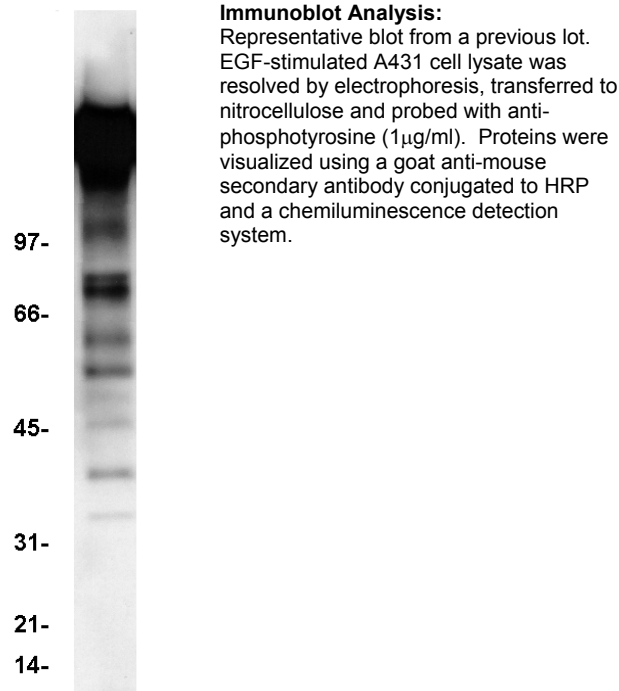 Immunoblot Analysis:
Representative blot from a previous lot.
EGF-stimulated A431 cell lysate was
resolved by electrophoresis, transferred to
nitrocellulose and probed with anti-
phosphotyrosine (1µg/ml).  Proteins were
visualized using a goat anti-mouse
secondary antibody conjugated to HRP
and a chemiluminescence detection
system.
97-
66-
45-
31-
21-
14-